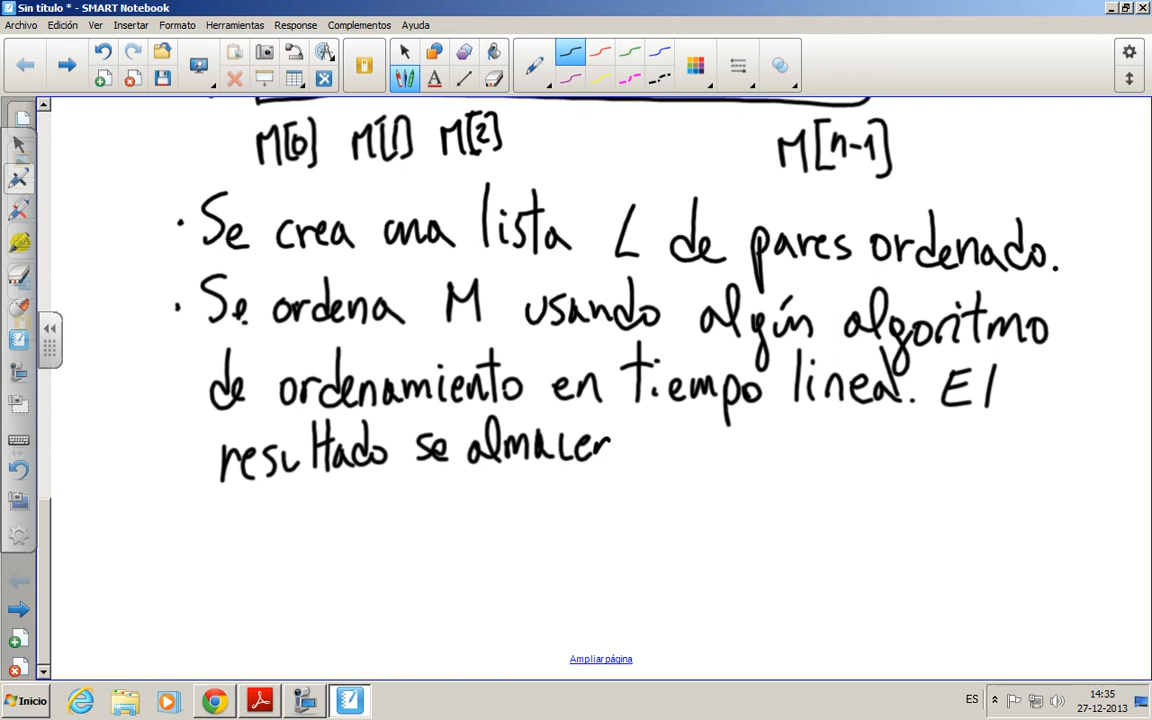 Sin título * - SMART Notebook
Archivo Edición Ver Insertar Formato Herramientas Response Complementos Ayuda
M[0] M[1] M[2] M[n-1]
· Se crea una lista L de pares ordenado.
· Se ordena M usando algún algoritmo
de ordenamiento en tiempo lineal. El
resultado se almacen
Ampliar página
Inicio ES 14:35
27-12-2013